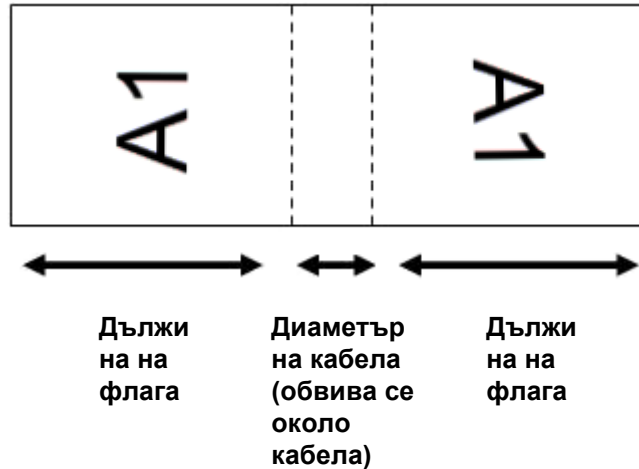 A1
A1
Дължи
на на
флага
Диаметър
на кабела
(обвива се
около
кабела)
Дължи
на на
флага